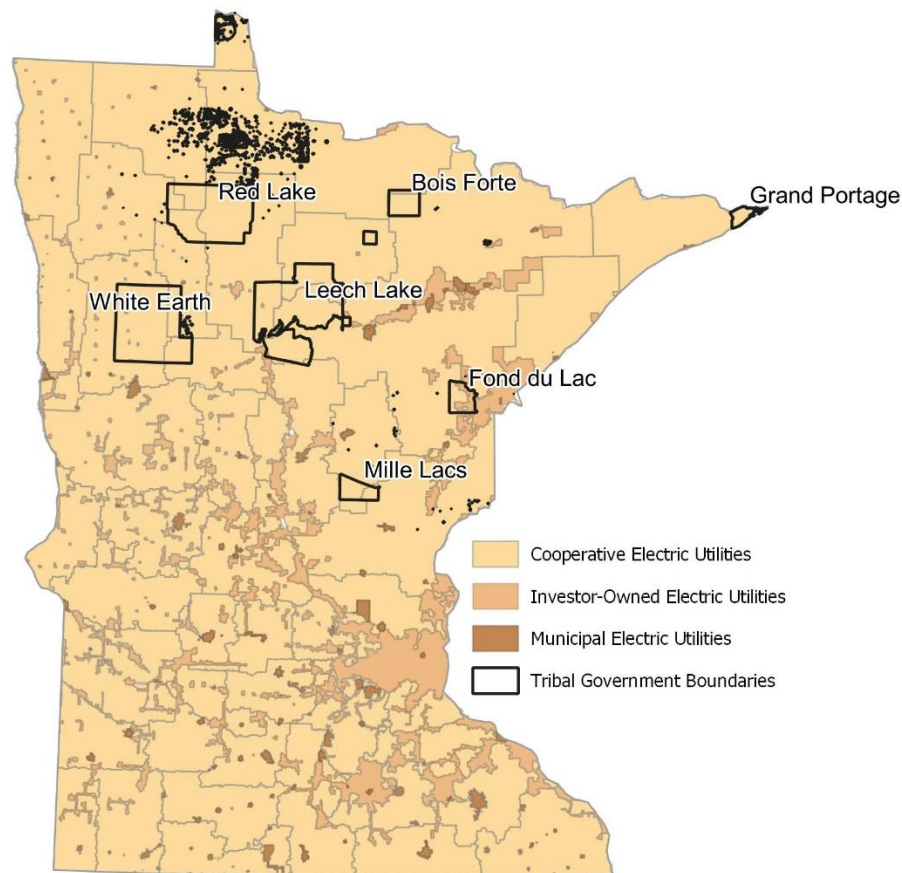 Red Lake
Bois Forte
Grand Portage
White Earth
Leech Lake
Fond du Lac
Mille Lacs
Cooperative Electric Utilities
Investor-Owned Electric Utilities
Municipal Electric Utilities
Tribal Government Boundaries